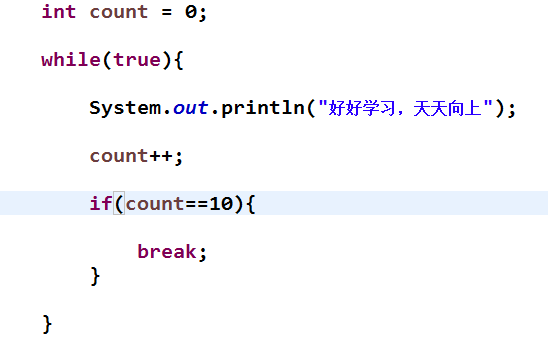 int count = 0;
while(true){
System.out.println("好好学习，天天向上");
count++;
if(count==10){
break;
}
}